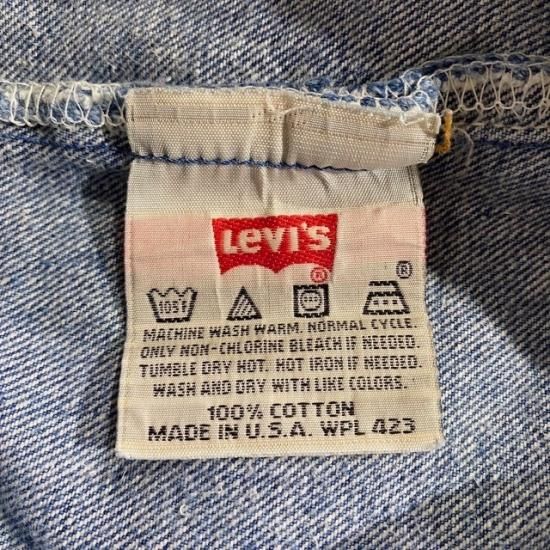 Levi's
®
®
105F
MACHINE WASH WARM. NORMAL CYCLE.
ONLY NON-CHLORINE BLEACH IF NEEDED.
TUMBLE DRY HOT. HOT IRON IF NEEDED.
WASH AND DRY WITH LIKE COLORS.
100% COTTON
MADE IN U.S.A. WPL 423